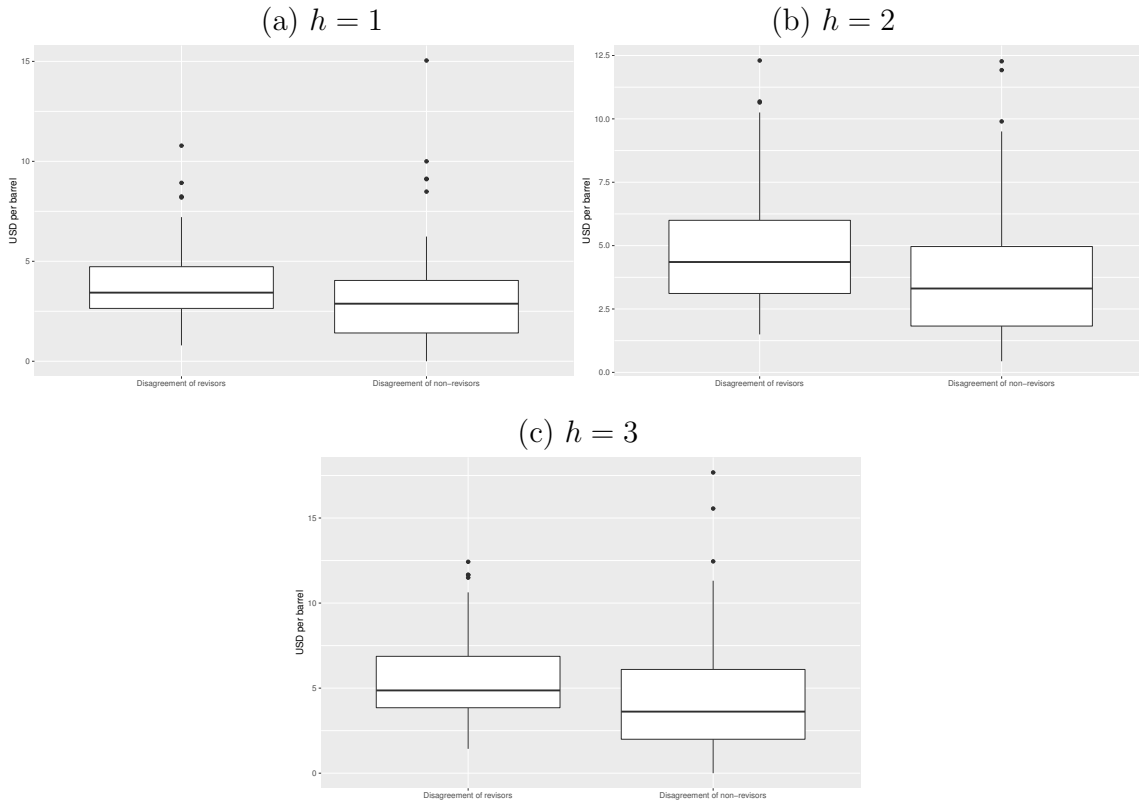 (a) h = 1
15
10
5
0
USD per barrel
Disagreement of revisors
Disagreement of non−revisors
(b) h = 2
12.5
10.0
7.5
5.0
2.5
0.0
USD per barrel
Disagreement of revisors
Disagreement of non−revisors
(c) h = 3
15
10
5
0
USD per barrel
Disagreement of revisors
Disagreement of non−revisors